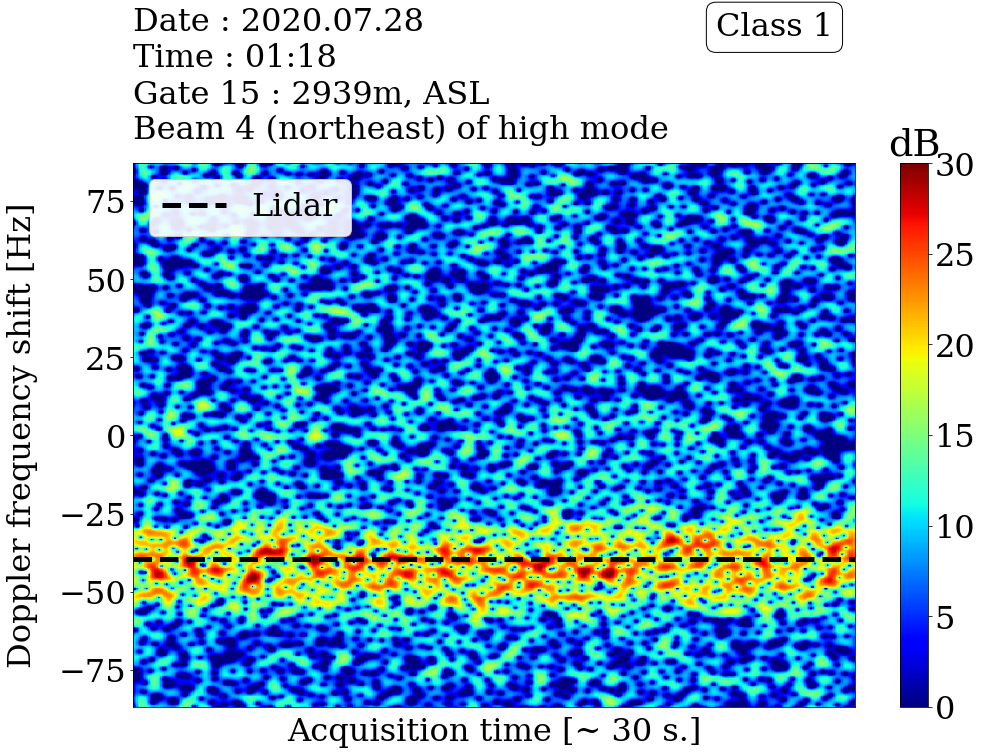 Date : 2020.07.28
Time : 01:18
Gate 15 : 2939m, ASL
Beam 4 (northeast) of high mode
Class 1
dB
Lidar
Doppler frequency shift [Hz]
75
50
25
0
−25
−50
−75
Acquisition time [~ 30 s.]
30
25
20
15
10
5
0